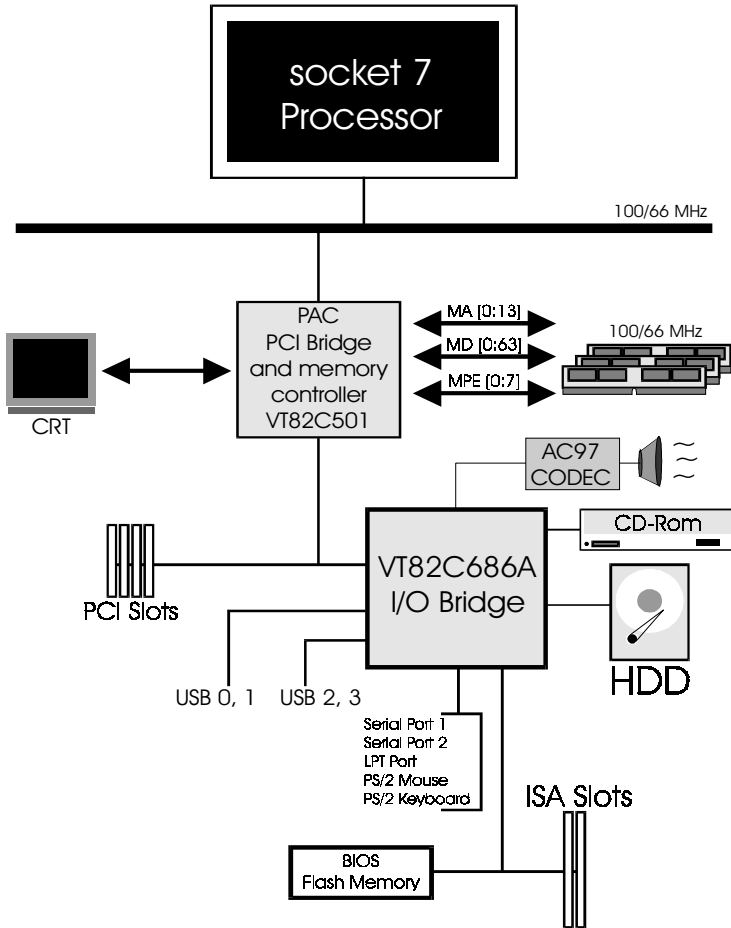 socket 7
Processor
100/66 MHz
PAC
PCI Bridge
and memory
controller
VT82C501
MA [0:13]
MD [0:63]
MPE [0:7]
100/66 MHz
CRT
AC97
CODEC
CD-Rom
VT82C686A
I/O Bridge
PCI Slots
HDD
USB 0, 1
USB 2, 3
Serial Port 1
Serial Port 2
LPT Port
PS/2 Mouse
PS/2 Keyboard
ISA Slots
BIOS
Flash Memory